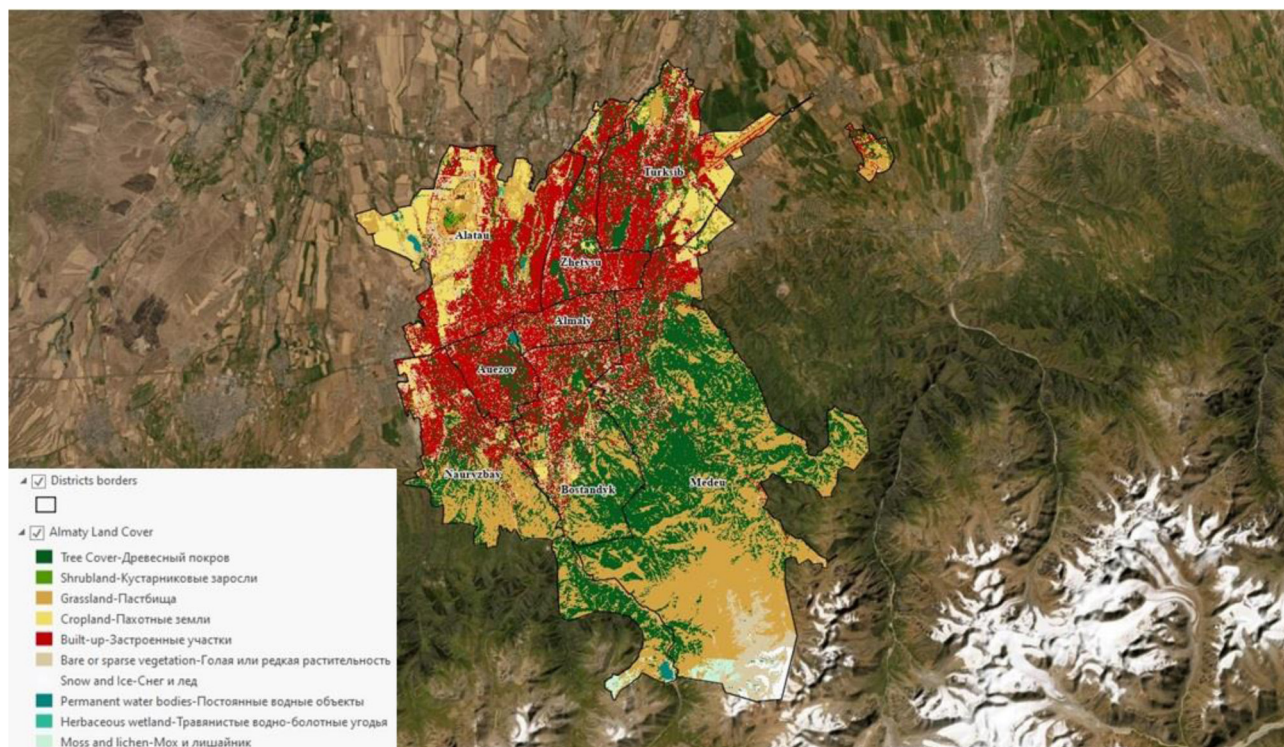 Turksib
Alatau
Zhetysu
Almaly
Auezov
Nauryzbay
Bostandyk
Medeu
Districts borders
Almaty Land Cover
Tree Cover-Древесный покров
Shrubland-Кустарниковые заросли
Grassland-Пастбища
Cropland-Пахотные земли
Built-up-Застроенные участки
Bare or sparse vegetation-Голая или редкая растительность
Snow and Ice-Снег и лед
Permanent water bodies-Постоянные водные объекты
Herbaceous wetland-Травянистые водно-болотные угодья
Moss and lichen-Мох и лишайник